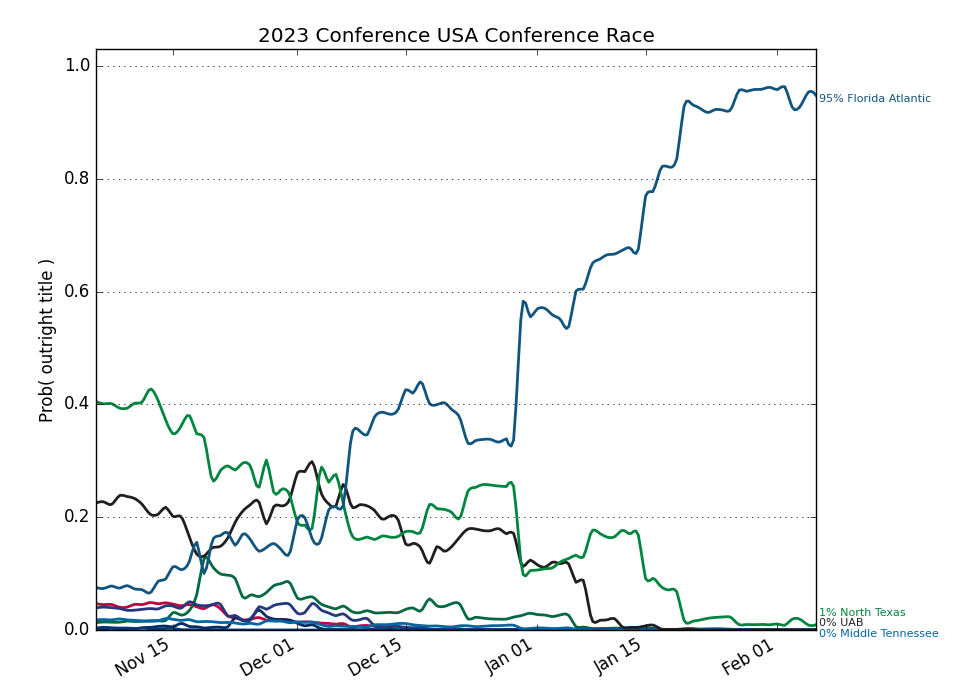 2023 Conference USA Conference Race
1.0
0.8
0.6
0.4
0.2
0.0
Prob( outright title )
95% Florida Atlantic
1% North Texas
0% UAB
0% Middle Tennessee
Nov 15
Dec 01
Dec 15
Jan 01
Jan 15
Feb 01